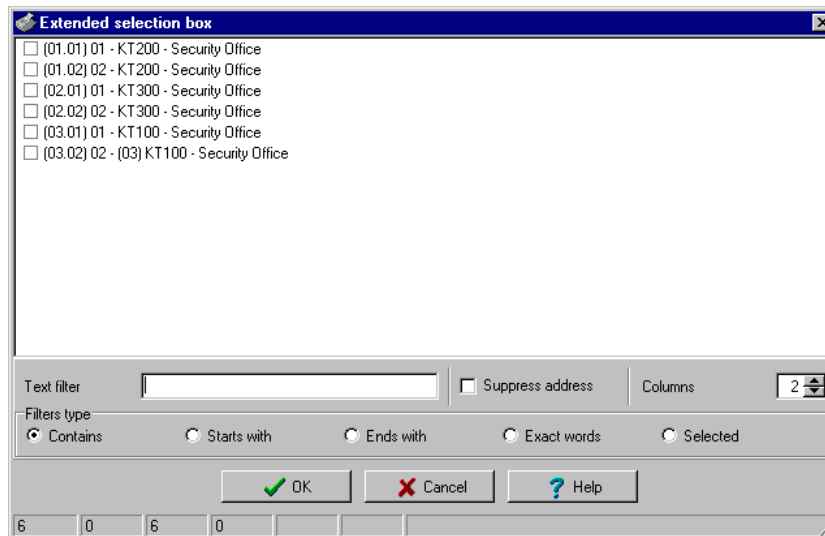 Extended selection box
(01.01) 01 - KT200 - Security Office
(01.02) 02 - KT200 - Security Office
(02.01) 01 - KT300 - Security Office
(02.02) 02 - KT300 - Security Office
(03.01) 01 - KT100 - Security Office
(03.02) 02 - (03) KT100 - Security Office
Text filter Suppress address Columns 2
Filters type
Contains Starts with Ends with Exact words Selected
OK Cancel Help
6 0 6 0